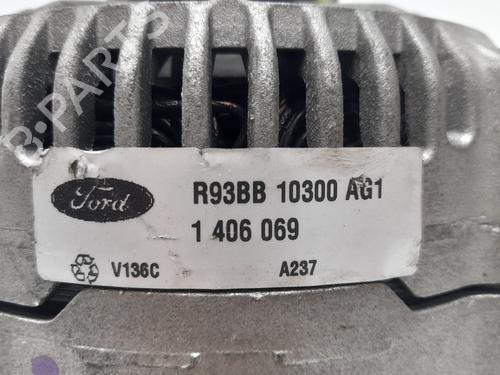 B-PARTS
Ford
R93BB 10300 AG1
1 406 069
V136C
A237